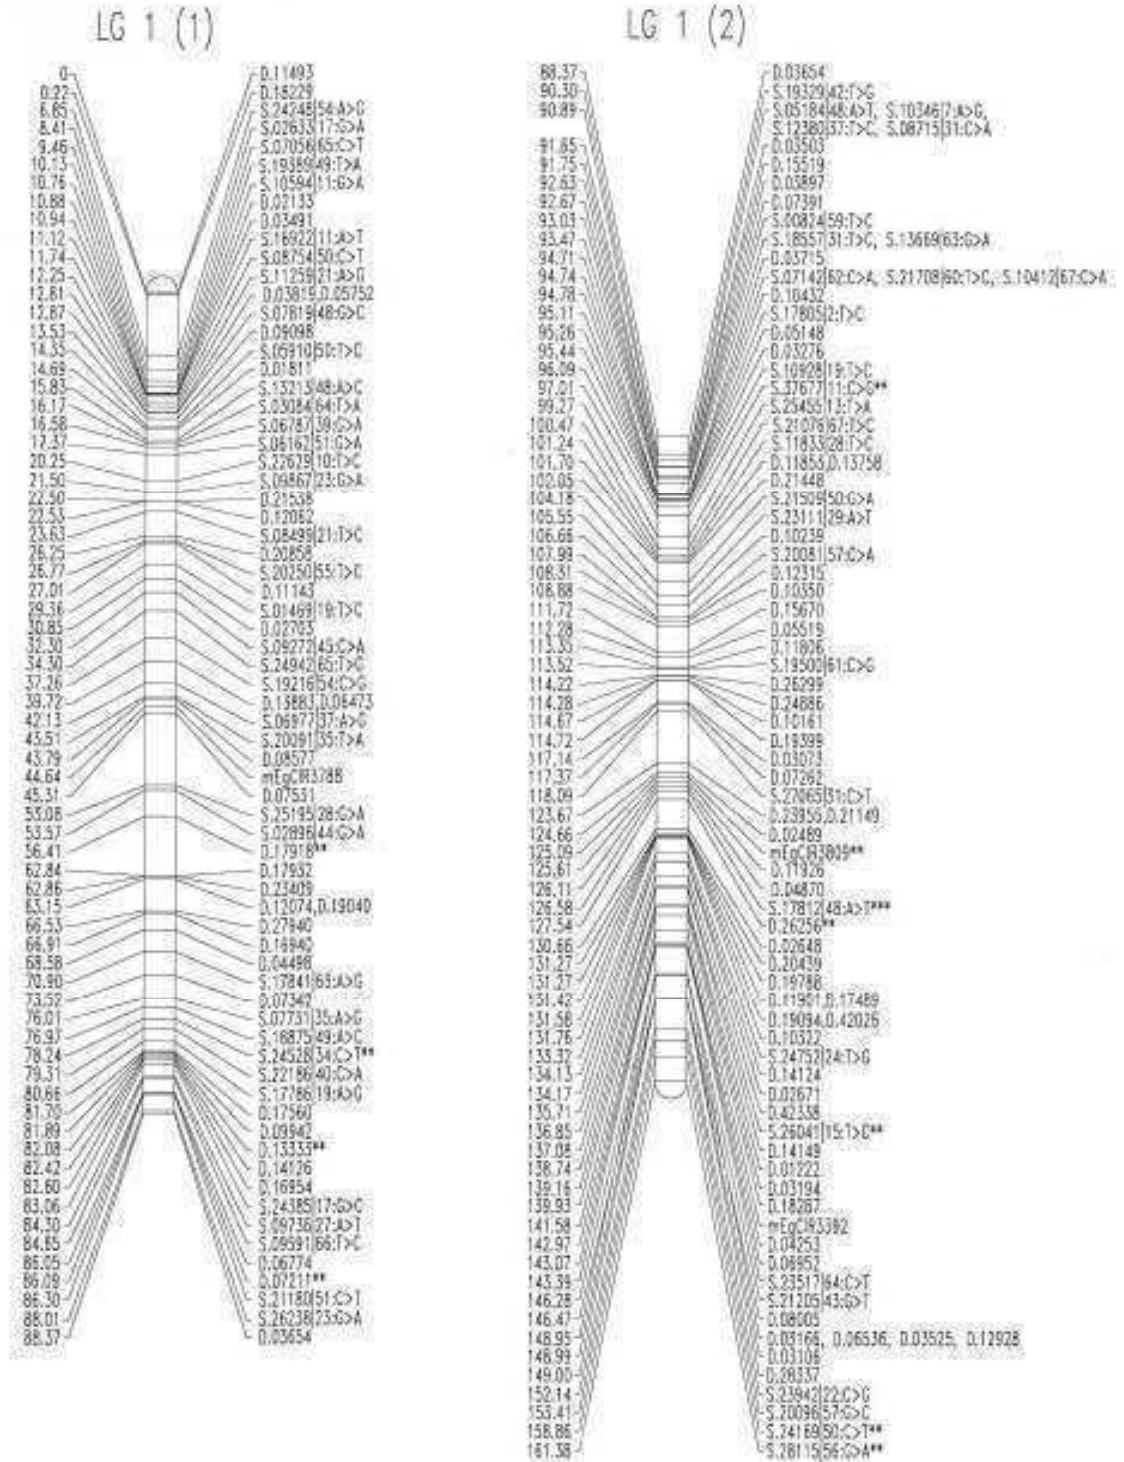 LG 1 (1)
0 D.11493
0.22 D.18229
6.85 S.24248|54:A>G
8.41 S.02633|17:G>A
9.46 S.07056|65:C>T
10.13 S.19389|49:T>A
10.76 S.10594|11:G>A
10.88 D.02133
10.94 D.03491
11.12 S.16922|11:A>T
11.74 S.08754|50:C>T
12.25 S.11259|21:A>G
12.61 D.03819,D.05752
12.87 S.07819|48:G>C
13.53 D.09098
14.35 S.05910|50:T>C
14.69 D.01811
15.83 S.13213|48:A>C
16.17 S.03084|64:T>A
16.58 S.06787|39:G>A
17.37 S.06162|51:G>A
20.25 S.22629|10:T>C
21.50 S.09867|23:G>A
22.50 D.21538
22.53 D.12062
23.63 S.08499|21:T>C
26.25 D.20858
26.77 S.20250|55:T>C
27.01 D.11143
29.36 S.01469|19:T>C
30.85 D.02703
32.30 S.09272|45:C>A
34.30 S.24942|65:T>C
37.26 S.19216|54:C>G
39.72 D.13883,D.06473
42.13 S.06977|37:A>G
43.51 S.20091|35:T>A
43.79 D.08577
44.64 mEgCIR3788
45.31 D.07531
53.08 S.25195|28:G>A
53.57 S.02896|44:G>A
56.41 D.17918**
62.84 D.17932
62.86 D.23409
63.15 D.12074,D.19040
66.53 D.27940
66.91 D.16940
68.58 D.04498
70.90 S.17841|63:A>G
73.52 D.07342
76.01 S.07731|35:A>G
76.93 S.16875|49:A>C
78.24 S.24528|34:C>T**
79.31 S.22186|40:C>A
80.66 S.17786|19:A>G
81.70 D.17560
81.89 D.09942
82.08 D.13333**
82.42 D.14126
82.60 D.16954
83.06 S.24385|17:G>C
84.30 S.09736|27:A>T
84.85 S.09591|66:T>C
86.05 D.06774
86.09 D.07211**
86.30 S.21180|51:C>T
88.01 S.26238|23:G>A
88.37 D.03654
LG 1 (2)
88.37 D.03654
90.30 S.19329|42:T>G
90.89 S.05184|48:A>T, S.10346|7:A>G,
S.12380|37:T>C, S.08715|31:C>A
91.65 D.03503
91.75 D.15519
92.63 D.03897
92.67 D.07391
93.03 S.00824|59:T>C
93.47 S.18557|31:T>C, S.13669|63:G>A
94.71 D.03715
94.74 S.07142|62:C>A, S.21708|60:T>C, S.10412|67:C>A
94.78 D.10432
95.11 S.17805|2:T>C
95.26 D.05148
95.44 D.03276
96.09 S.10928|19:T>C
97.01 S.37677|11:C>G**
99.27 S.25455|13:T>A
100.47 S.21076|67:T>C
101.24 S.11833|28:T>C
101.70 D.11853,D.13758
102.05 D.21448
104.18 S.21509|50:G>A
105.55 S.23111|29:A>T
106.66 D.10239
107.99 S.20081|57:C>A
108.31 D.12315
108.88 D.10350
111.72 D.15670
112.28 D.05519
113.35 D.11806
113.52 S.19500|61:C>G
114.22 D.26299
114.28 D.24886
114.67 D.10161
114.72 D.19399
117.14 D.03073
117.37 D.07262
118.09 S.27065|31:C>T
123.67 D.23955,D.21149
124.66 D.02489
125.09 mEgCIR3809**
125.61 D.17926
126.11 D.04870
126.58 S.17812|48:A>T***
127.54 D.26256**
130.66 D.02648
131.27 D.20439
131.27 D.19788
131.42 D.11901,D.17489
131.58 D.19094,D.42026
131.76 D.10322
133.32 S.24752|24:T>G
134.13 D.14124
134.17 D.02671
135.71 D.42338
136.85 S.26041|15:T>C**
137.08 D.14149
138.74 D.01222
139.16 D.03194
139.93 D.18267
141.58 mEgCIR3392
142.97 D.04253
143.07 D.06952
143.39 S.23517|64:C>T
146.28 S.21205|43:G>T
146.47 D.08005
148.95 D.03166, D.06536, D.03525, D.12928
148.99 D.03106
149.00 D.28337
152.14 S.23942|22:C>G
153.41 S.20096|57:G>C
158.86 S.24169|50:C>T**
161.38 S.28115|56:G>A**